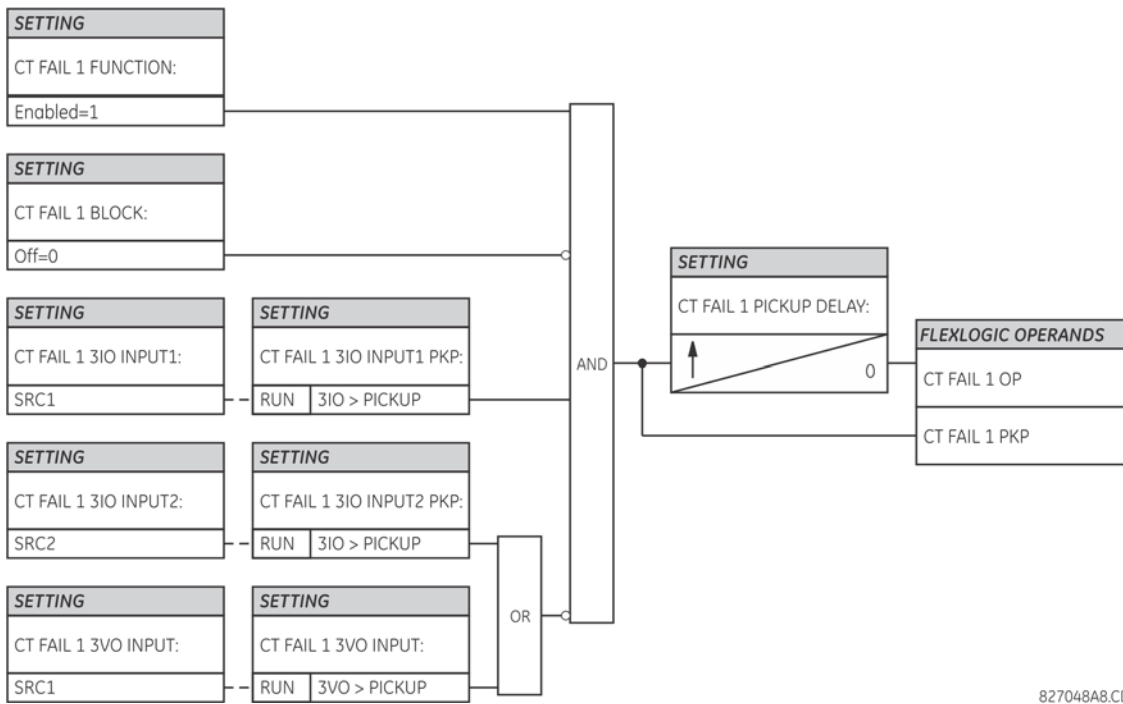 SETTING
CT FAIL 1 FUNCTION:
Enabled=1
SETTING
CT FAIL 1 BLOCK:
Off=0
SETTING
CT FAIL 1 3IO INPUT1:
SRC1
SETTING
CT FAIL 1 3IO INPUT1 PKP:
RUN 3IO > PICKUP
SETTING
CT FAIL 1 3IO INPUT2:
SRC2
SETTING
CT FAIL 1 3IO INPUT2 PKP:
RUN 3IO > PICKUP
SETTING
CT FAIL 1 3VO INPUT:
SRC1
SETTING
CT FAIL 1 3VO INPUT:
RUN 3VO > PICKUP
OR
AND
SETTING
CT FAIL 1 PICKUP DELAY:
0
FLEXLOGIC OPERANDS
CT FAIL 1 OP
CT FAIL 1 PKP